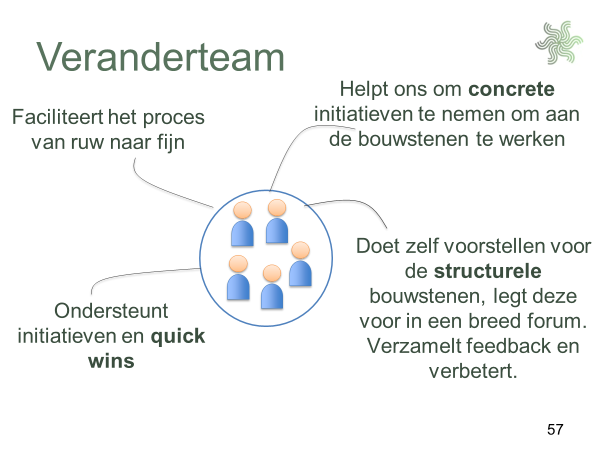 Veranderteam
Helpt ons om concrete
initiatieven te nemen om aan
de bouwstenen te werken
Faciliteert het proces
van ruw naar fijn
Doet zelf voorstellen voor
de structurele
bouwstenen, legt deze
voor in een breed forum.
Verzamelt feedback en
verbetert.
Ondersteunt
initiatieven en quick
wins
57